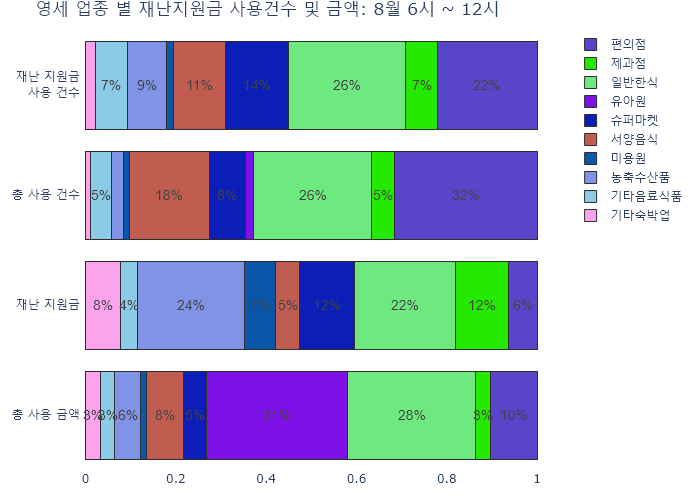 영세 업종 별 재난지원금 사용건수 및 금액: 8월 6시 ~ 12시
재난 지원금
사용 건수
7%
9%
11%
14%
26%
7%
22%
총 사용 건수
5%
18%
8%
26%
5%
32%
재난 지원금
8%
4%
24%
7%
5%
12%
22%
12%
6%
총 사용 금액
3%
3%
6%
8%
5%
31%
28%
3%
10%
0
0.2
0.4
0.6
0.8
1
편의점
제과점
일반한식
유아원
슈퍼마켓
서양음식
미용원
농축수산품
기타음료식품
기타숙박업